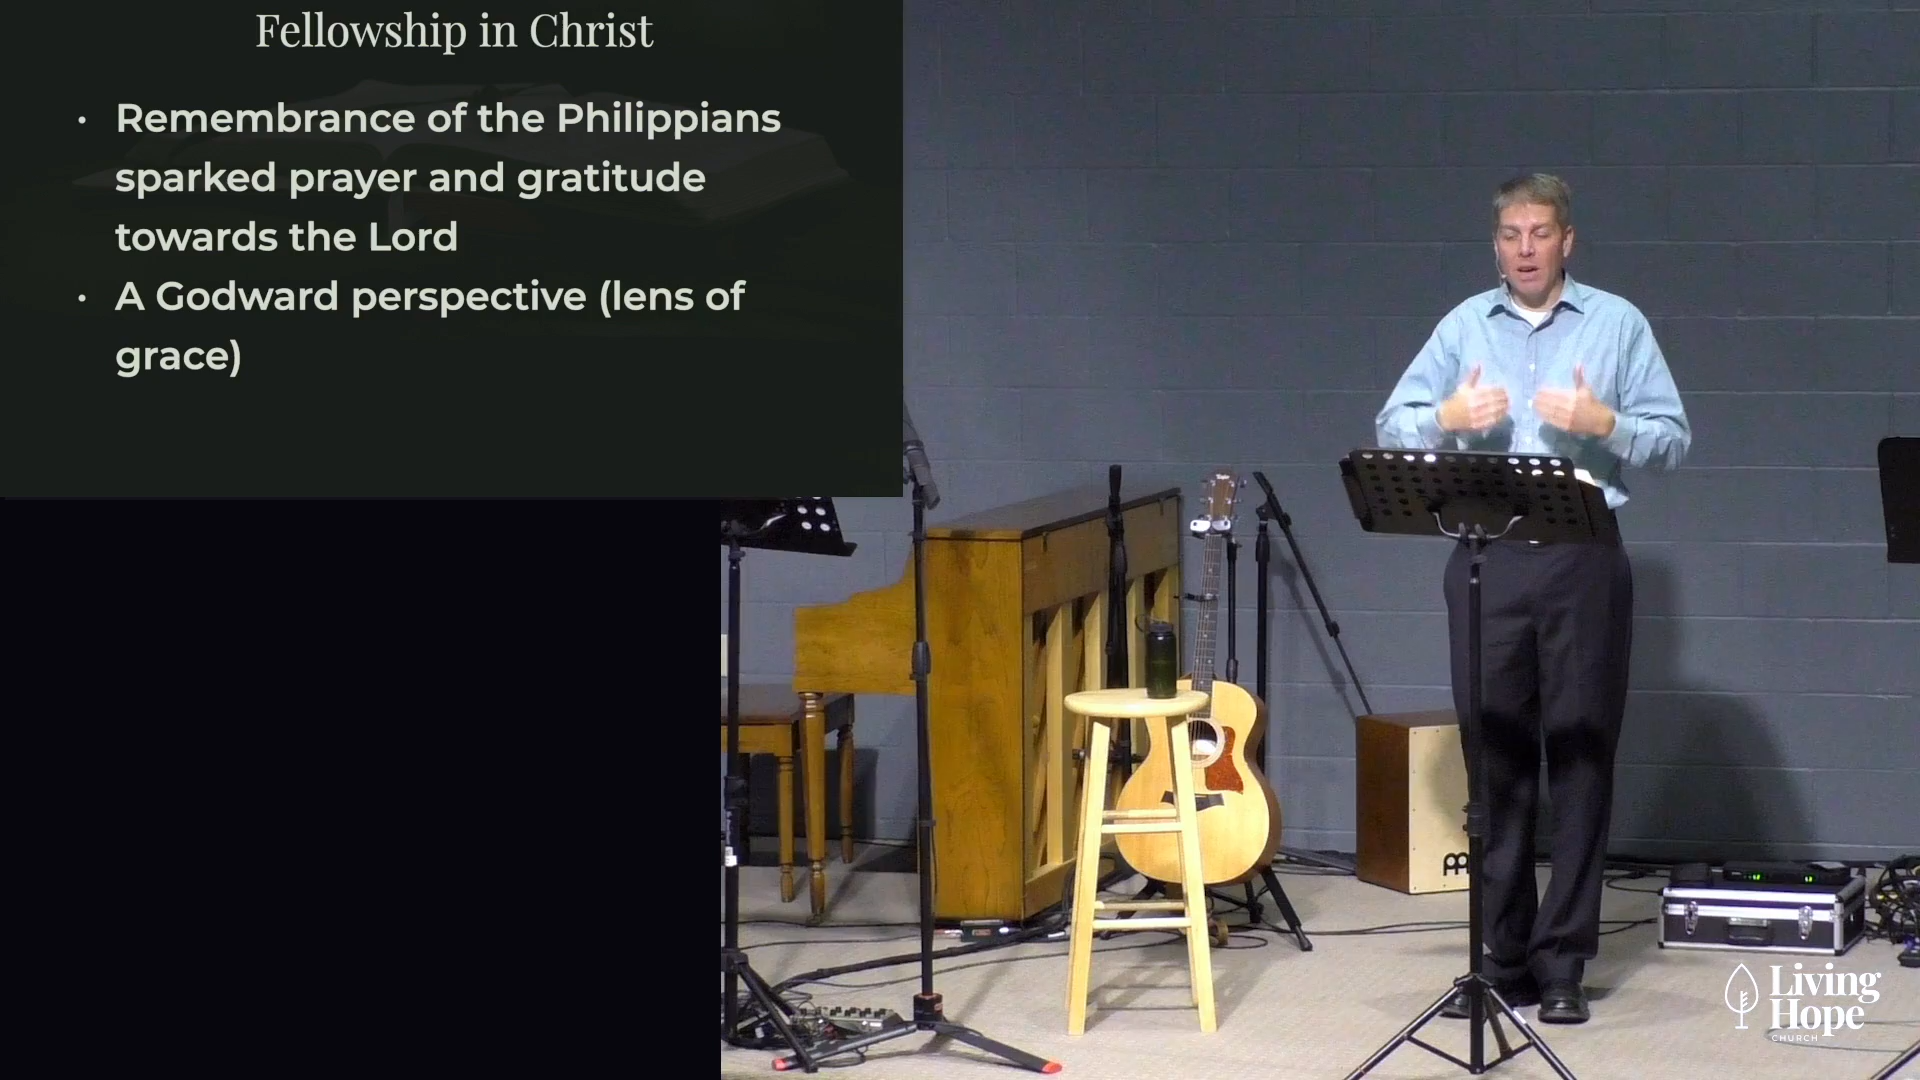 Fellowship in Christ
• Remembrance of the Philippians
sparked prayer and gratitude
towards the Lord
• A Godward perspective (lens of
grace)
Living
Hope
CHURCH